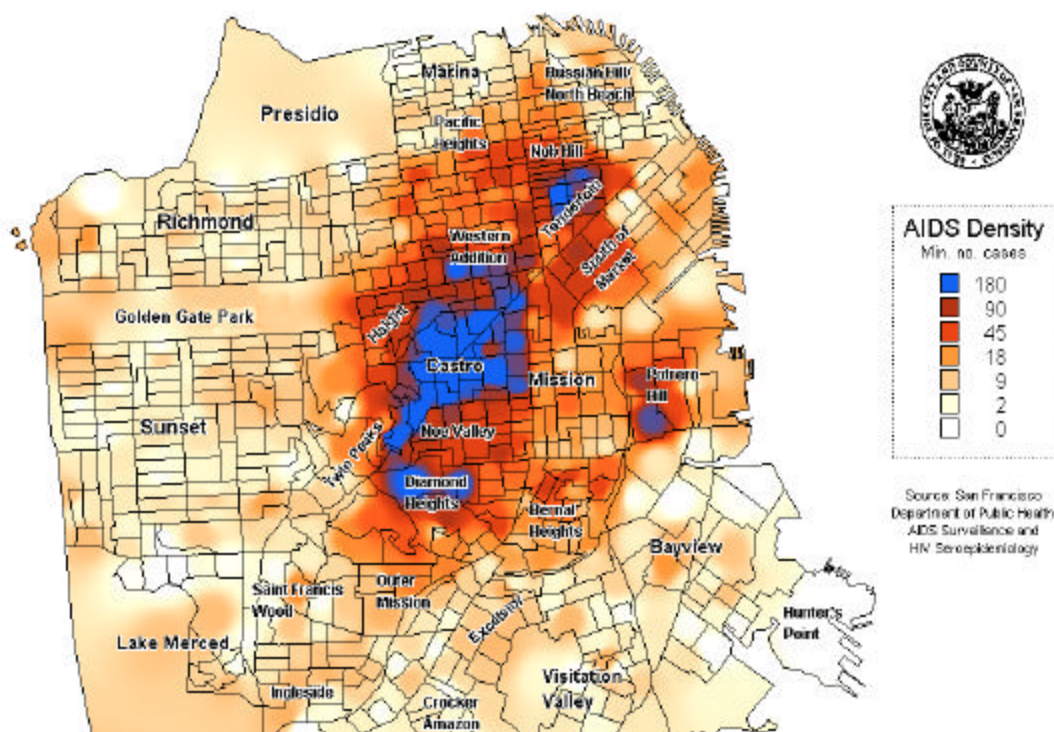 Marina
Russian Hill/
North Beach
Presidio
Pacific
Heights
Nob Hill
Richmond
Tenderloin
Western
Addition
South of
Market
Golden Gate Park
Haight
Castro
Mission
Potrero
Hill
Sunset
Noe Valley
Twin Peaks
Diamond
Heights
Bernal
Heights
Bayview
Saint Francis
Wood
Outer
Mission
Excelsior
Hunter's
Point
Lake Merced
Ingleside
Visitation
Valley
Crocker
Amazon
AIDS Density
Min. no. cases
180
90
45
18
9
2
0
Source: San Francisco
Department of Public Health
AIDS Surveillance and
HIV Seroepidemiology